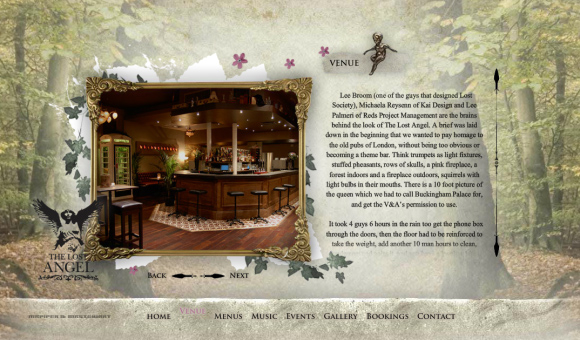 VENUE
Lee Broom (one of the guys that designed Lost
Society), Michaela Reysenn of Kai Design and Lee
Palmeri of Reds Project Management are the brains
behind the look of The Lost Angel. A brief was laid
down in the beginning that we wanted to pay homage to
the old pubs of London, without being too obvious or
becoming a theme bar. Think trumpets as light fixtures,
stuffed pheasants, rows of skulls, a pink fireplace, a
forest indoors and a fireplace outdoors, squirrels with
light bulbs in their mouths. There is a 10 foot picture of
the queen which we had to call Buckingham Palace for,
and get the V&A's permission to use.
It took 4 guys 6 hours in the rain too get the phone box
through the doors, then the floor had to be reinforced to
take the weight, add another 10 man hours to clean,
THE LOST
ANGEL
BACK NEXT
HOME VENUE MENUS MUSIC EVENTS GALLERY BOOKINGS CONTACT